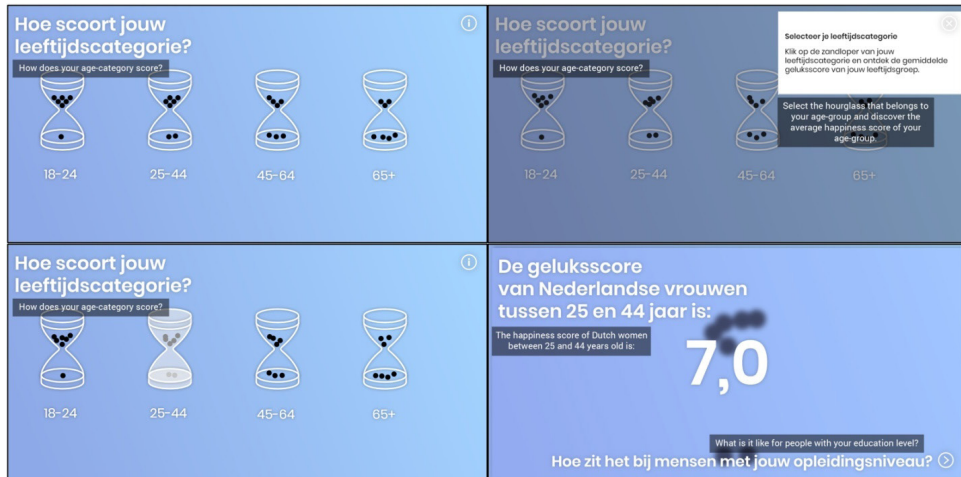 Hoe scoort jouw
leeftijdscategorie?
How does your age-category score?
18-24
25-44
45-64
65+
Hoe scoort jouw
leeftijdscategorie?
How does your age-category score?
Selecteer je leeftijdscategorie
Klik op de zandloper van jouw
leeftijdscategorie en ontdek de gemiddelde
geluksscore van jouw leeftijdsgroep.
Select the hourglass that belongs to
your age-group and discover the
average happiness score of your
age-group.
18-24
25-44
45-64
65+
Hoe scoort jouw
leeftijdscategorie?
How does your age-category score?
18-24
25-44
45-64
65+
De geluksscore
van Nederlandse vrouwen
tussen 25 en 44 jaar is:
The happiness score of Dutch women
between 25 and 44 years old is:
7,0
What is it like for people with your education level?
Hoe zit het bij mensen met jouw opleidingsniveau?